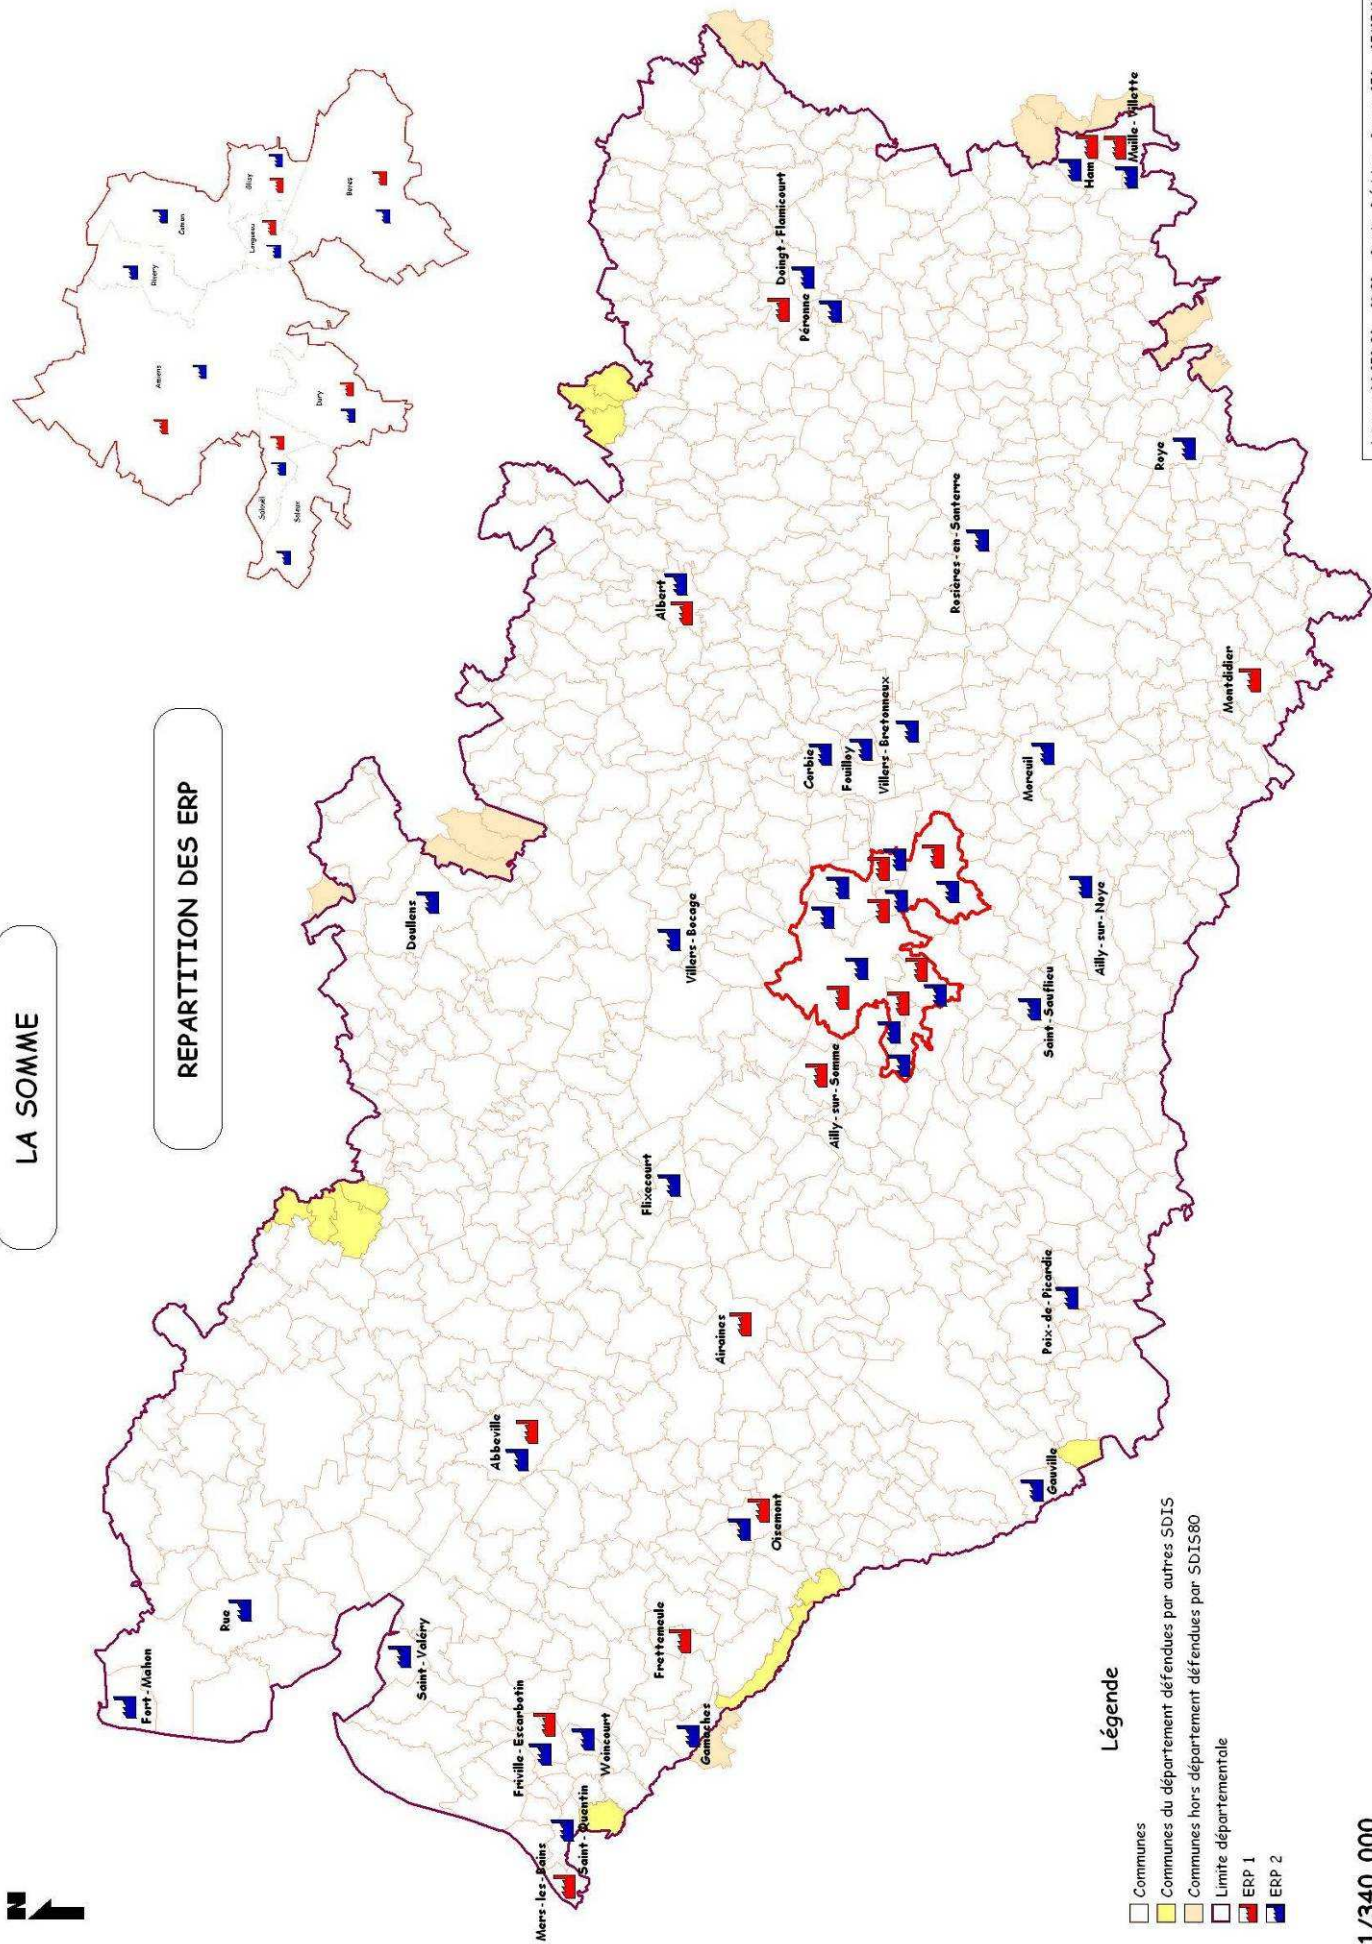 LA SOMME
REPARTITION DES ERP
N
Amiens
Rivery
Camon
Longueau
Glisy
Boves
Dury
Salouël
Saleux
Fort-Mahon
Rue
Saint-Valéry
Friville-Escarbotin
Woincourt
Mers-les-Bains
Saint-Quentin
Gamaches
Frettemeule
Abbeville
Oisemont
Airaines
Flixecourt
Doullens
Villers-Bocage
Ailly-sur-Somme
Gauville
Poix-de-Picardie
Saint-Sauflieu
Ailly-sur-Noye
Moreuil
Corbie
Fouilloy
Villers-Bretonneux
Albert
Rosières-en-Santerre
Montdidier
Roye
Péronne
Doingt-Flamicourt
Ham
Muille-Villette
Légende
Communes
Communes du département défendues par autres SDIS
Communes hors département défendues par SDIS80
Limite départementale
ERP 1
ERP 2
1/340 000